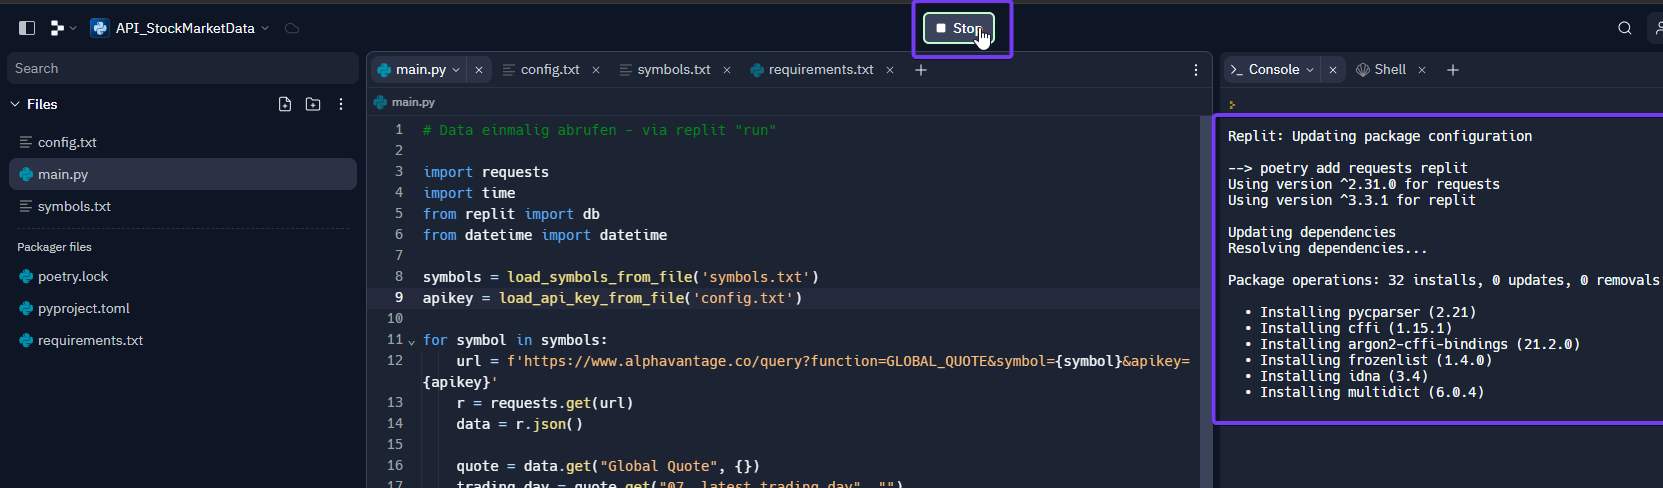 API_StockMarketData
Stop
Search
Files
config.txt
main.py
symbols.txt
Packager files
poetry.lock
pyproject.toml
requirements.txt
main.py
config.txt
symbols.txt
requirements.txt
main.py
1 # Data einmalig abrufen - via replit "run"
2
3 import requests
4 import time
5 from replit import db
6 from datetime import datetime
7
8 symbols = load_symbols_from_file('symbols.txt')
9 apikey = load_api_key_from_file('config.txt')
10
11 for symbol in symbols:
12 url = f'https://www.alphavantage.co/query?function=GLOBAL_QUOTE&symbol={symbol}&apikey=
{apikey}'
13 r = requests.get(url)
14 data = r.json()
15
16 quote = data.get("Global Quote", {})
17 trading_day = quote.get("07. latest trading day", "")
Console
Shell
Replit: Updating package configuration
--> poetry add requests replit
Using version ^2.31.0 for requests
Using version ^3.3.1 for replit
Updating dependencies
Resolving dependencies...
Package operations: 32 installs, 0 updates, 0 removals
• Installing pycparser (2.21)
• Installing cffi (1.15.1)
• Installing argon2-cffi-bindings (21.2.0)
• Installing frozenlist (1.4.0)
• Installing idna (3.4)
• Installing multidict (6.0.4)